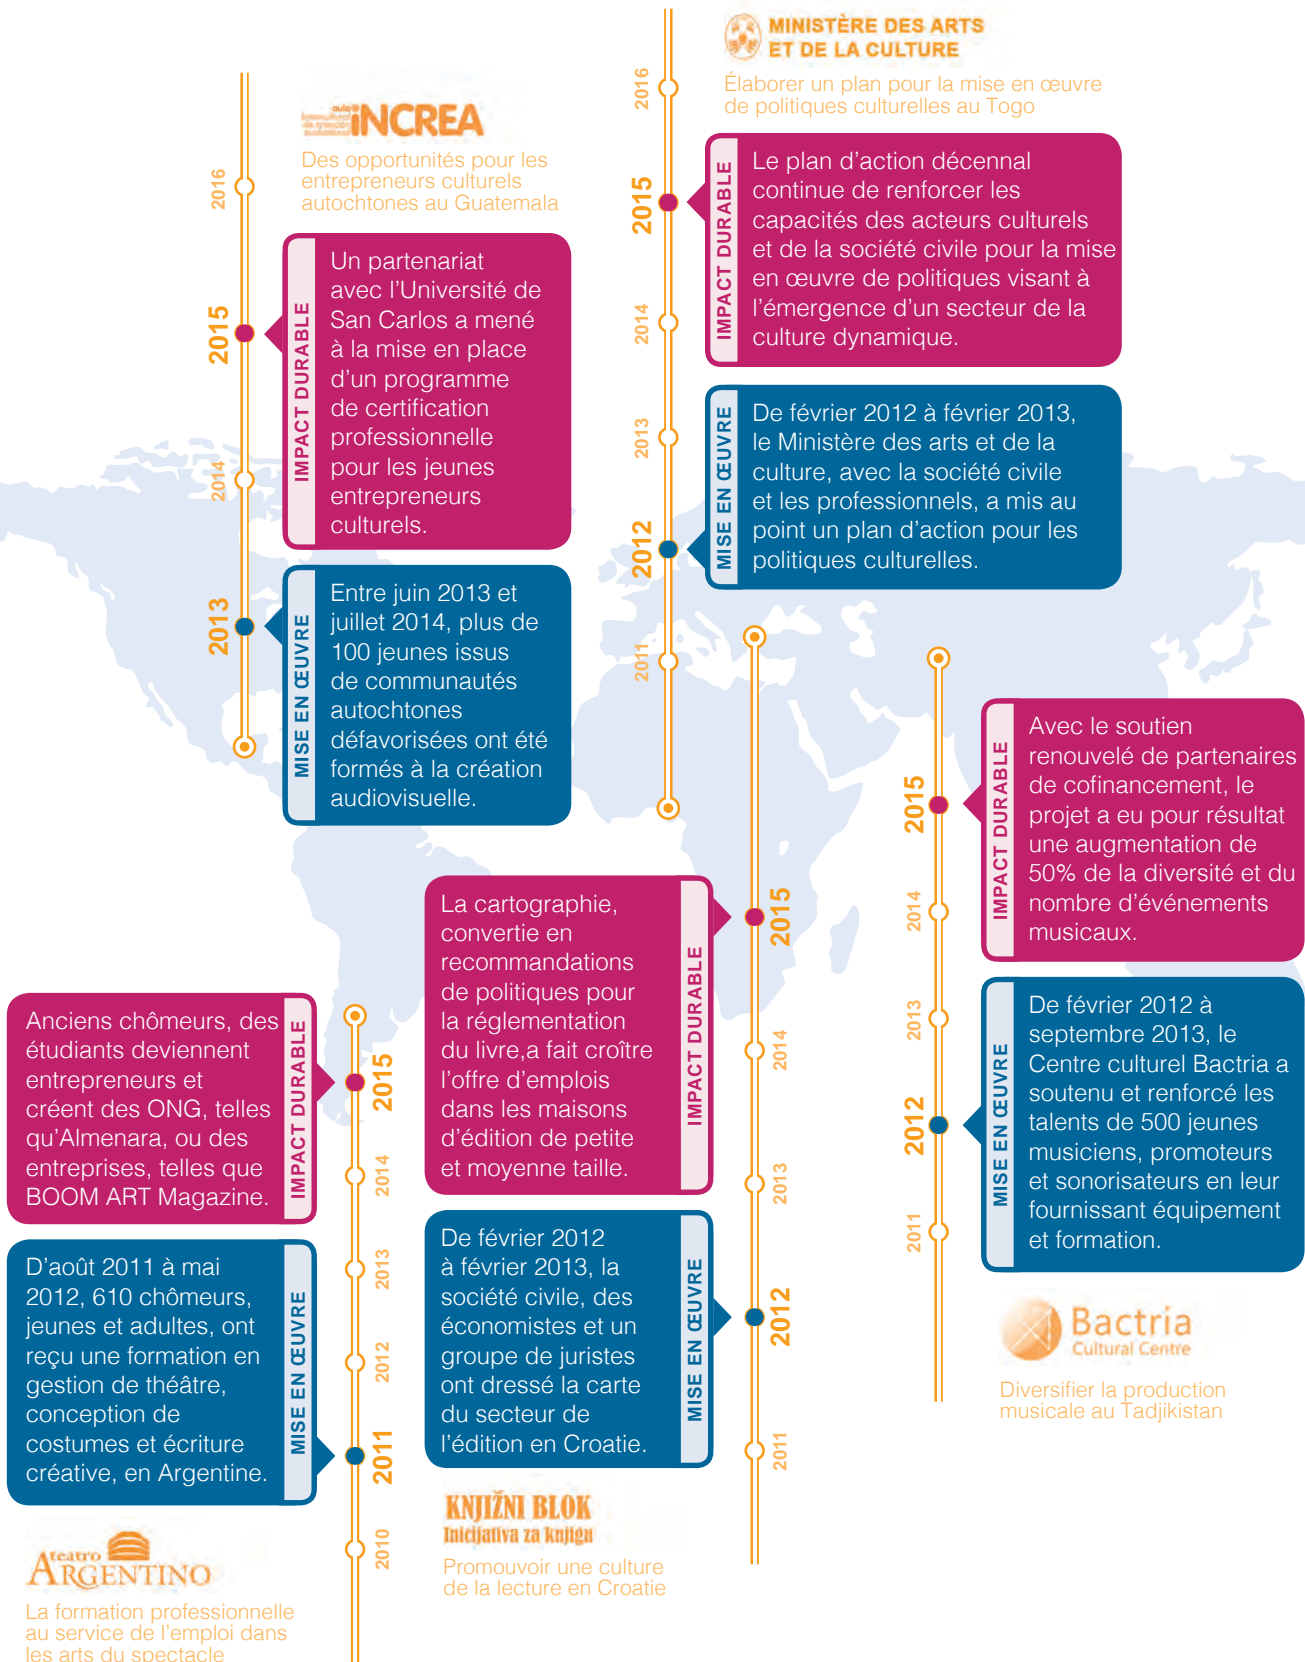 iNCREA
Des opportunités pour les
entrepreneurs culturels
autochtones au Guatemala
2016
2015
2014
2013
IMPACT DURABLE
Un partenariat
avec l’Université de
San Carlos a mené
à la mise en place
d’un programme
de certification
professionnelle
pour les jeunes
entrepreneurs
culturels.
MISE EN ŒUVRE
Entre juin 2013 et
juillet 2014, plus de
100 jeunes issus
de communautés
autochtones
défavorisées ont été
formés à la création
audiovisuelle.
MINISTÈRE DES ARTS
ET DE LA CULTURE
Élaborer un plan pour la mise en œuvre
de politiques culturelles au Togo
2016
2015
2014
2013
2012
2011
IMPACT DURABLE
Le plan d’action décennal
continue de renforcer les
capacités des acteurs culturels
et de la société civile pour la mise
en œuvre de politiques visant à
l’émergence d’un secteur de la
culture dynamique.
MISE EN ŒUVRE
De février 2012 à février 2013,
le Ministère des arts et de la
culture, avec la société civile
et les professionnels, a mis au
point un plan d’action pour les
politiques culturelles.
Anciens chômeurs, des
étudiants deviennent
entrepreneurs et
créent des ONG, telles
qu’Almenara, ou des
entreprises, telles que
BOOM ART Magazine.
IMPACT DURABLE
D’août 2011 à mai
2012, 610 chômeurs,
jeunes et adultes, ont
reçu une formation en
gestion de théâtre,
conception de
costumes et écriture
créative, en Argentine.
MISE EN ŒUVRE
2015
2014
2013
2012
2011
2010
teatro
ARGENTINO
La formation professionnelle
au service de l’emploi dans
les arts du spectacle
La cartographie,
convertie en
recommandations
de politiques pour
la réglementation
du livre,a fait croître
l’offre d’emplois
dans les maisons
d’édition de petite
et moyenne taille.
IMPACT DURABLE
De février 2012
à février 2013, la
société civile, des
économistes et un
groupe de juristes
ont dressé la carte
du secteur de
l’édition en Croatie.
MISE EN ŒUVRE
2015
2014
2013
2012
2011
KNJIŽNI BLOK
Inicijativa za knjigu
Promouvoir une culture
de la lecture en Croatie
2015
2014
2013
2012
2011
IMPACT DURABLE
Avec le soutien
renouvelé de partenaires
de cofinancement, le
projet a eu pour résultat
une augmentation de
50% de la diversité et du
nombre d’événements
musicaux.
MISE EN ŒUVRE
De février 2012 à
septembre 2013, le
Centre culturel Bactria a
soutenu et renforcé les
talents de 500 jeunes
musiciens, promoteurs
et sonorisateurs en leur
fournissant équipement
et formation.
Bactria
Cultural Centre
Diversifier la production
musicale au Tadjikistan